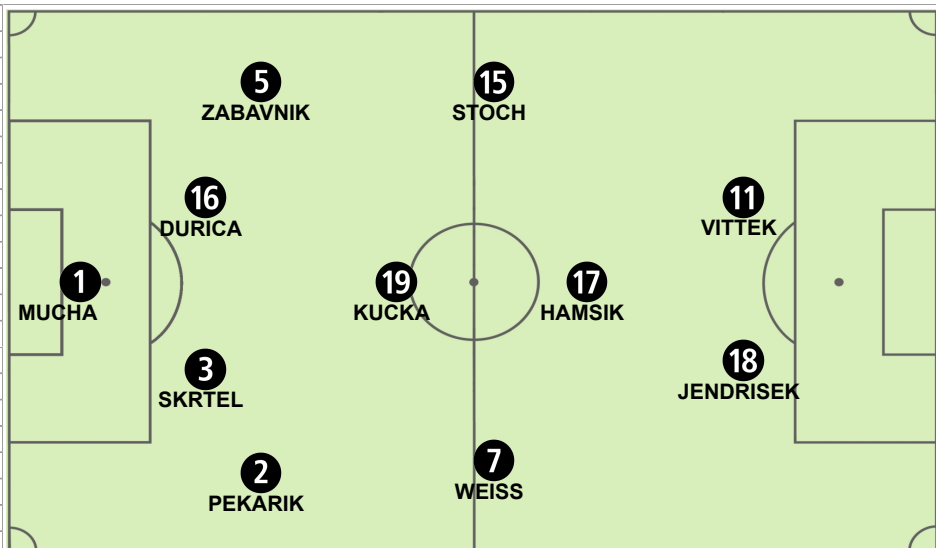 5
ZABAVNIK
15
STOCH
16
DURICA
11
VITTEK
1
MUCHA
19
KUCKA
17
HAMSIK
3
SKRTEL
18
JENDRISEK
2
PEKARIK
7
WEISS